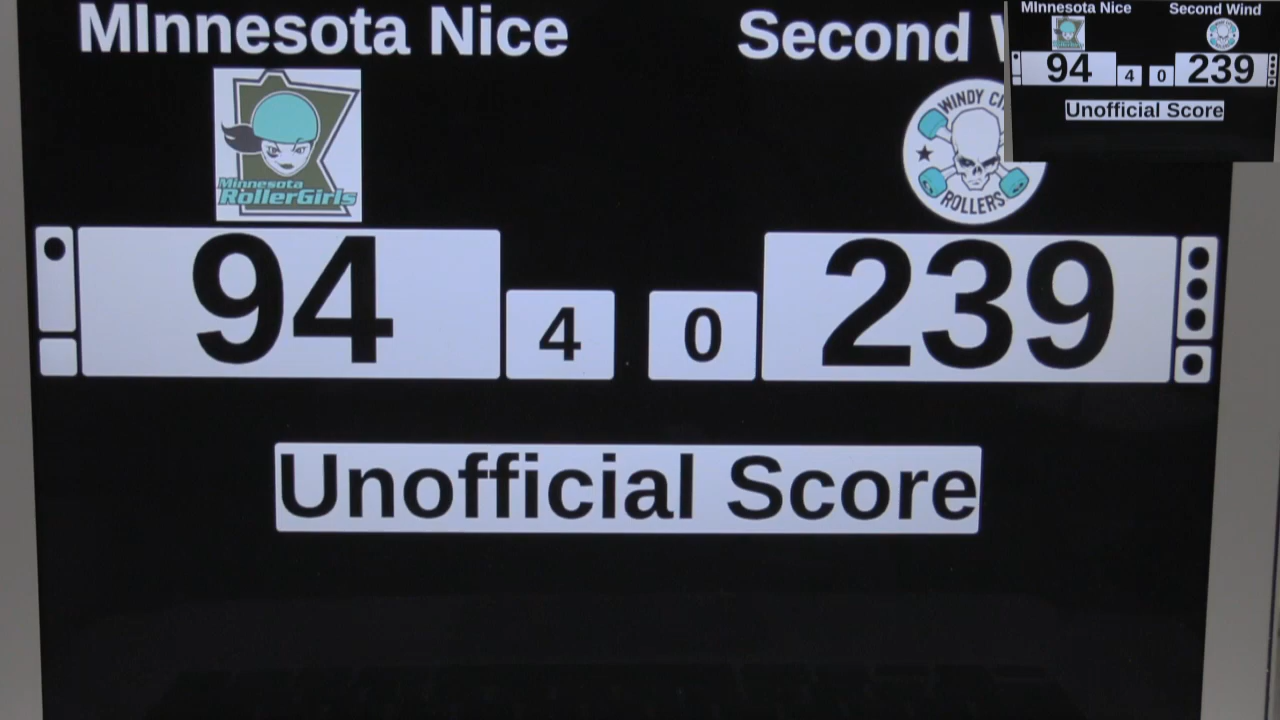 MInnesota Nice
Second W
Minnesota
RollerGirls
WINDY CI
ROLLERS
94
4
0
239
Unofficial Score
MInnesota Nice
Second Wind
94
4
0
239
Unofficial Score